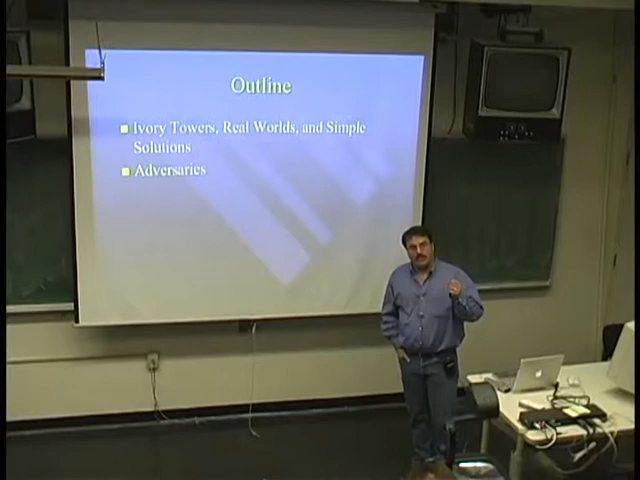 Outline
Ivory Towers, Real Worlds, and Simple
Solutions
Adversaries